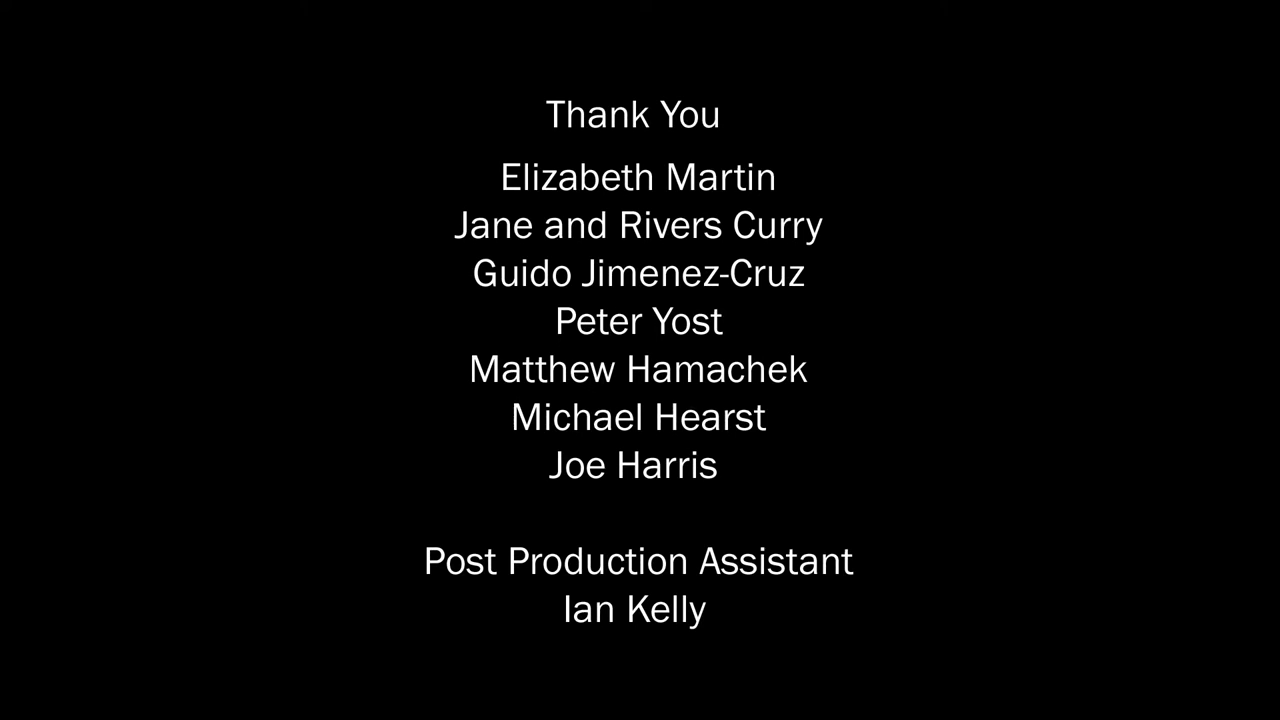 Thank You
Elizabeth Martin
Jane and Rivers Curry
Guido Jimenez-Cruz
Peter Yost
Matthew Hamachek
Michael Hearst
Joe Harris
Post Production Assistant
Ian Kelly